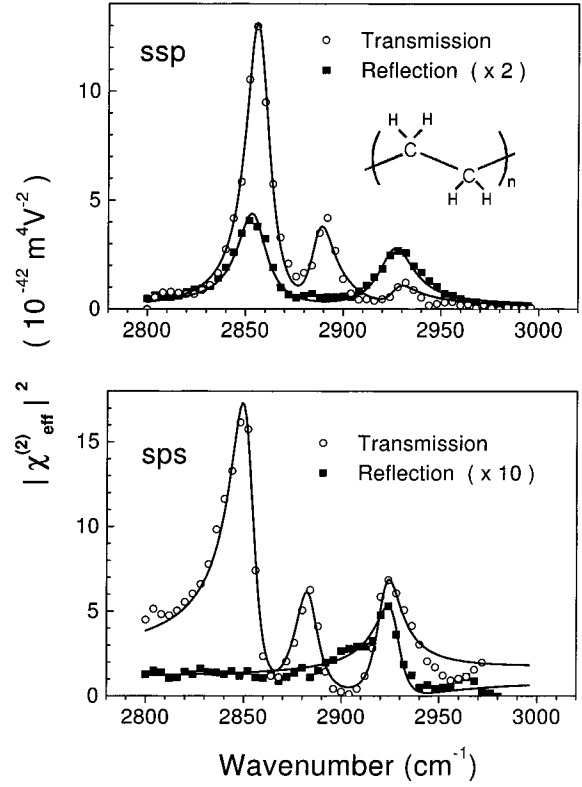 ssp
Transmission
Reflection ( x 2 )
H H
C
C
H H
n
10
5
0
2800 2850 2900 2950 3000
| χ(2)eff | 2 ( 10-42 m4V-2 )
sps
Transmission
Reflection ( x 10 )
15
10
5
0
2800 2850 2900 2950 3000
Wavenumber (cm-1)